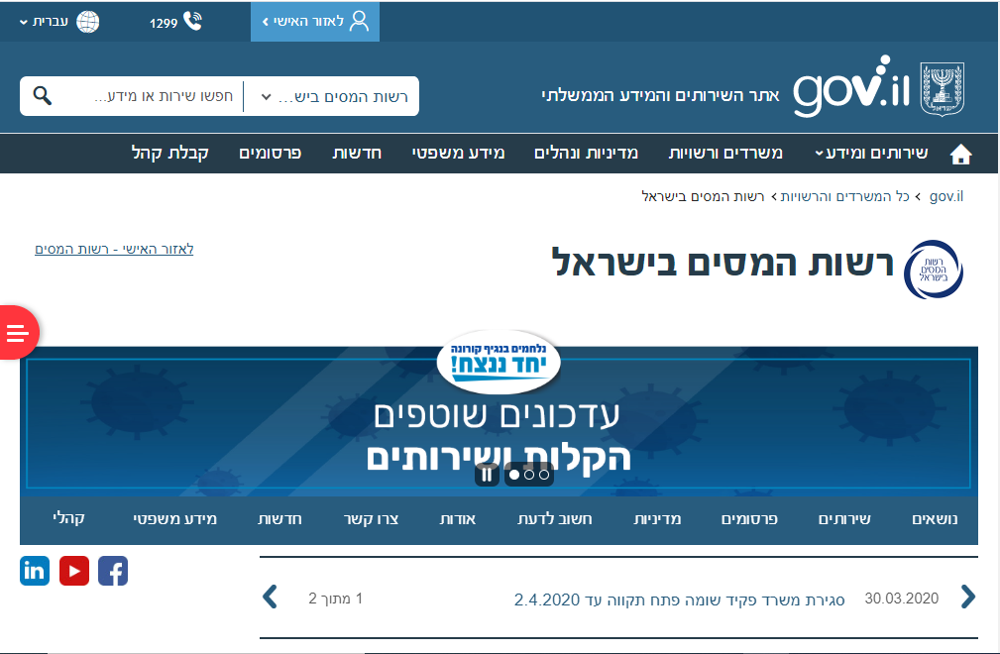 לאזור האישי
1299
עברית
gov.il
אתר השירותים והמידע הממשלתי
רשות המסים ביש...
חפשו שירות או מידע...
שירותים ומידע משרדים ורשויות מדיניות ונהלים מידע משפטי חדשות פרסומים קבלת קהל
gov.il › כל המשרדים והרשויות › רשות המסים בישראל
רשות
המסים
בישראל
רשות המסים בישראל
לאזור האישי - רשות המסים
נלחמים בנגיף קורונה
יחד ננצח!
עדכונים שוטפים
הקלות ושירותים
נושאים שירותים פרסומים מדיניות חשוב לדעת אודות צרו קשר חדשות מידע משפטי קהלי
30.03.2020 סגירת משרד פקיד שומה פתח תקווה עד 2.4.2020
1 מתוך 2